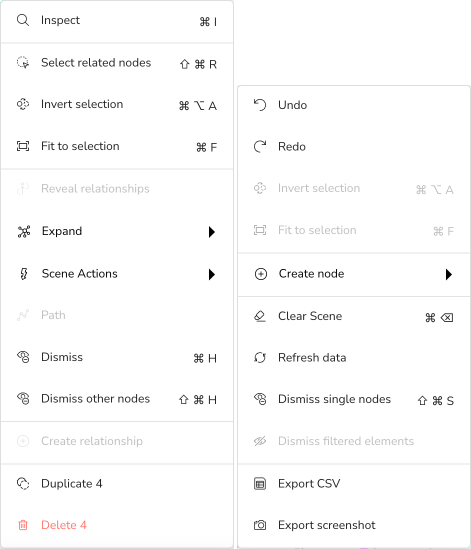 Inspect ⌘ I
Select related nodes ⇧ ⌘ R
Invert selection ⌘ ⌥ A
Fit to selection ⌘ F
Reveal relationships
Expand
Scene Actions
Path
Dismiss ⌘ H
Dismiss other nodes ⇧ ⌘ H
Create relationship
Duplicate 4
Delete 4
Undo
Redo
Invert selection ⌘ ⌥ A
Fit to selection ⌘ F
Create node
Clear Scene ⌘ ⌫
Refresh data
Dismiss single nodes ⇧ ⌘ S
Dismiss filtered elements
Export CSV
Export screenshot